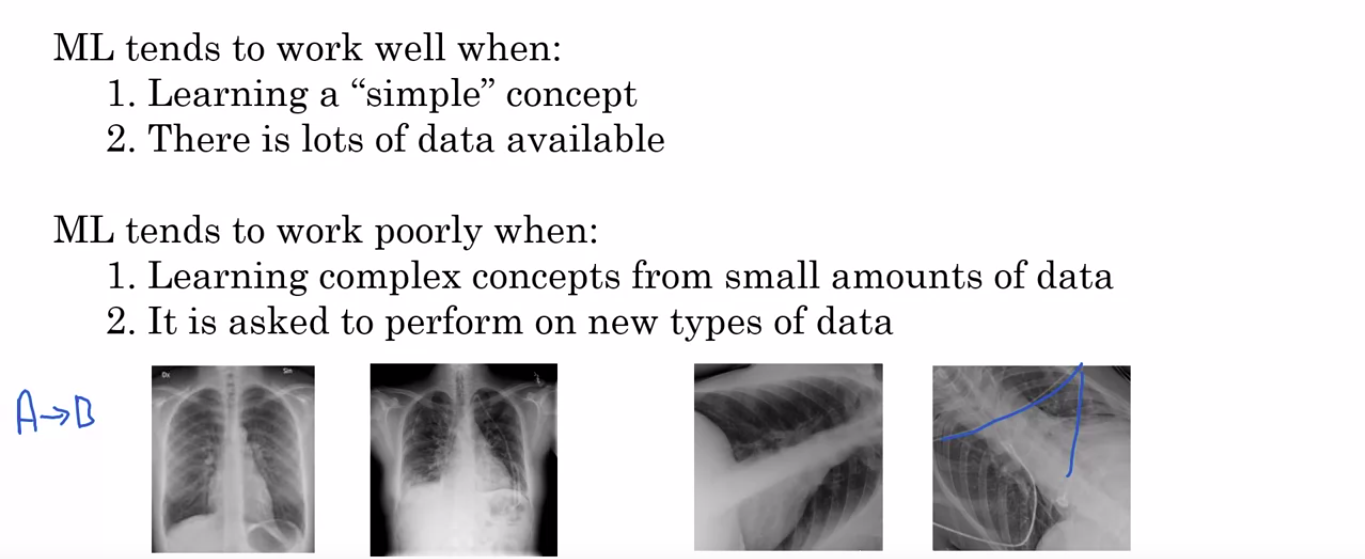 ML tends to work well when:
1. Learning a “simple” concept
2. There is lots of data available
ML tends to work poorly when:
1. Learning complex concepts from small amounts of data
2. It is asked to perform on new types of data
A→B
Dx
Sin